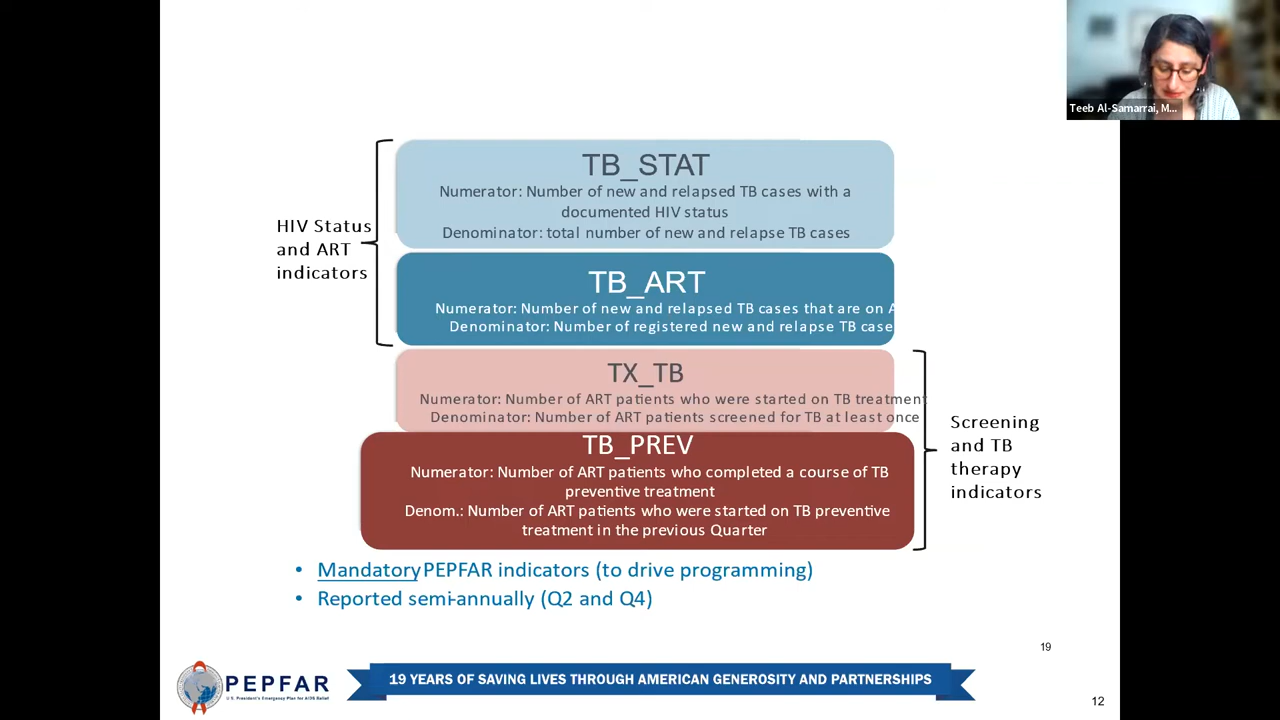 Teeb Al-Samarrai, M...
TB_STAT
Numerator: Number of new and relapsed TB cases with a
documented HIV status
Denominator: total number of new and relapse TB cases
HIV Status
and ART
indicators
TB_ART
Numerator: Number of new and relapsed TB cases that are on A
Denominator: Number of registered new and relapse TB case
TX_TB
Numerator: Number of ART patients who were started on TB treatment
Denominator: Number of ART patients screened for TB at least once
TB_PREV
Numerator: Number of ART patients who completed a course of TB
preventive treatment
Denom.: Number of ART patients who were started on TB preventive
treatment in the previous Quarter
Screening
and TB
therapy
indicators
• Mandatory PEPFAR indicators (to drive programming)
• Reported semi-annually (Q2 and Q4)
19
PEPFAR
U.S. President's Emergency Plan for AIDS Relief
19 YEARS OF SAVING LIVES THROUGH AMERICAN GENEROSITY AND PARTNERSHIPS
12